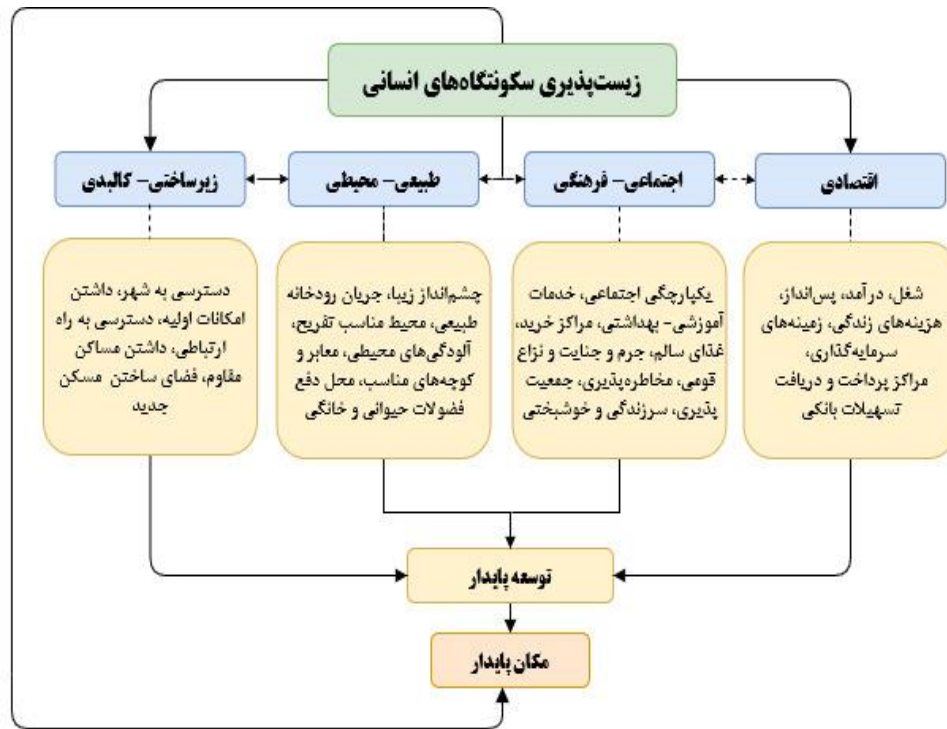 زیست‌پذیری سکونتگاه‌های انسانی
اقتصادی
اجتماعی- فرهنگی
طبیعی- محیطی
زیرساختی- کالبدی
شغل، درآمد، پس‌انداز،
هزینه‌های زندگی، زمینه‌های
سرمایه‌گذاری،
مراکز پرداخت و دریافت
تسهیلات بانکی
یکپارچگی اجتماعی، خدمات
آموزشی- بهداشتی، مراکز خرید،
غذای سالم، جرم و جنایت و نزاع
قومی، مخاطره‌پذیری، جمعیت
پذیری، سرزندگی و خوشبختی
چشم‌انداز زیبا، جریان رودخانه
طبیعی، محیط مناسب تفریح،
آلودگی‌های محیطی، معابر و
کوچه‌های مناسب، محل دفع
فضولات حیوانی و خانگی
دسترسی به شهر، داشتن
امکانات اولیه، دسترسی به راه
ارتباطی، داشتن مساکن
مقاوم، فضای ساختن مسکن
جدید
توسعه پایدار
مکان پایدار